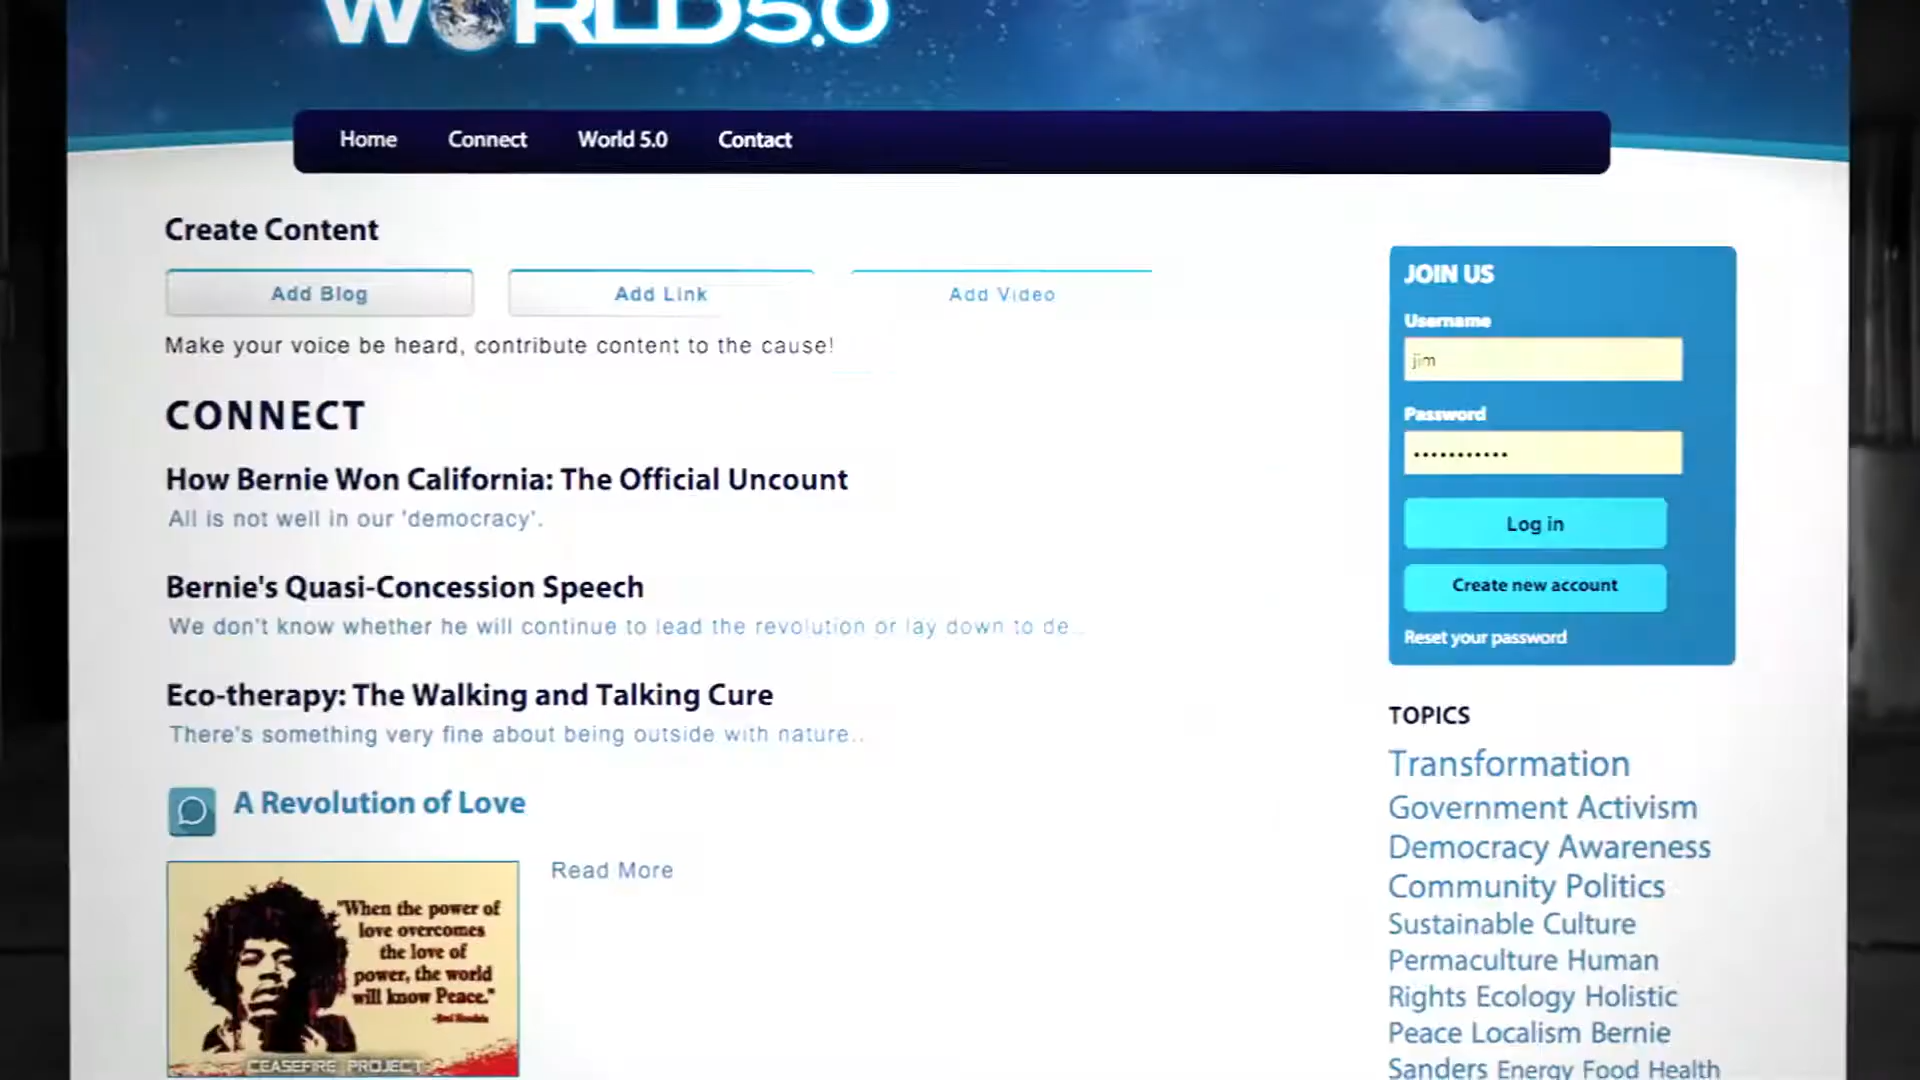 WORLD 5.0
Home Connect World 5.0 Contact
Create Content
Add Blog Add Link Add Video
Make your voice be heard, contribute content to the cause!
CONNECT
How Bernie Won California: The Official Uncount
All is not well in our 'democracy'.
Bernie's Quasi-Concession Speech
We don't know whether he will continue to lead the revolution or lay down to de..
Eco-therapy: The Walking and Talking Cure
There's something very fine about being outside with nature..
A Revolution of Love
Read More
"When the power of
love overcomes
the love of
power, the world
will know Peace."
-Jimi Hendrix
CEASEFIRE PROJECT
JOIN US
Username
jim
Password
•••••••••••
Log in
Create new account
Reset your password
TOPICS
Transformation
Government Activism
Democracy Awareness
Community Politics
Sustainable Culture
Permaculture Human
Rights Ecology Holistic
Peace Localism Bernie
Sanders Energy Food Health